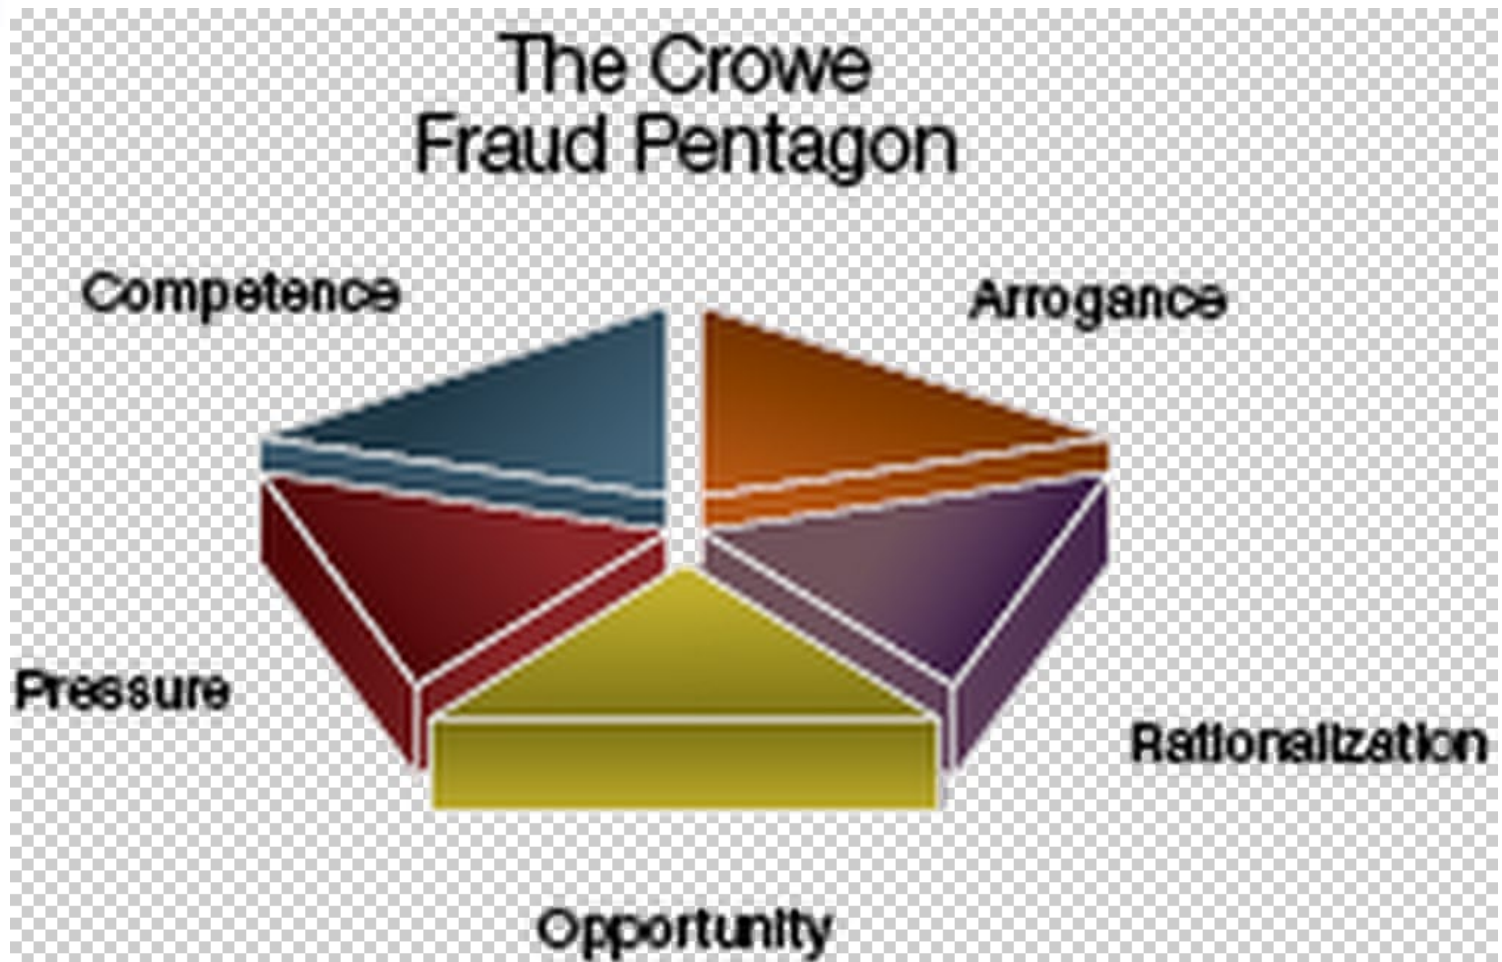 The Crowe
Fraud Pentagon
Competence
Arrogance
Pressure
Rationalization
Opportunity